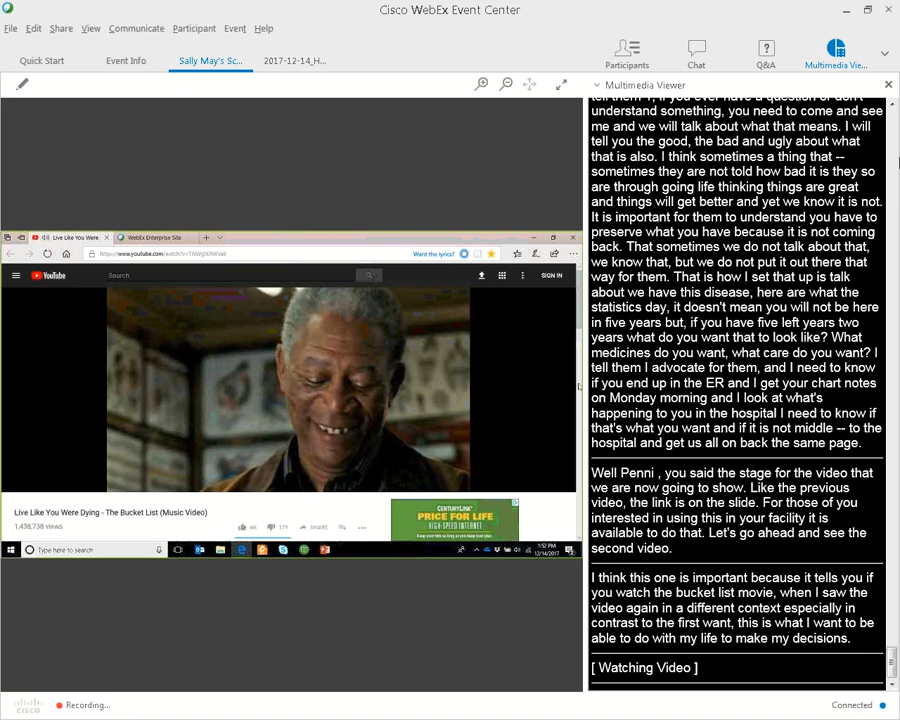 Cisco WebEx Event Center
File Edit Share View Communicate Participant Event Help
Quick Start
Event Info
Sally May's Sc...
2017-12-14_H...
Participants
Chat
Q&A
Multimedia Vie...
Multimedia Viewer
Live Like You Were
WebEx Enterprise Site
Want the lyrics?
YouTube
Search
SIGN IN
Live Like You Were Dying - The Bucket List (Music Video)
1,438,738 views
6K
171
SHARE
CENTURYLINK
PRICE FOR LIFE
HIGH-SPEED INTERNET
Type here to search
1:52 PM
12/14/2017
understand something, you need to come and see
me and we will talk about what that means. I will
tell you the good, the bad and ugly about what
that is also. I think sometimes a thing that --
sometimes they are not told how bad it is they so
are through going life thinking things are great
and things will get better and yet we know it is not.
It is important for them to understand you have to
preserve what you have because it is not coming
back. That sometimes we do not talk about that,
we know that, but we do not put it out there that
way for them. That is how I set that up is talk
about we have this disease, here are what the
statistics day, it doesn't mean you will not be here
in five years but, if you have five left years two
years what do you want that to look like? What
medicines do you want, what care do you want? I
tell them I advocate for them, and I need to know
if you end up in the ER and I get your chart notes
on Monday morning and I look at what's
happening to you in the hospital I need to know if
that's what you want and if it is not middle -- to the
hospital and get us all on back the same page.
Well Penni , you said the stage for the video that
we are now going to show. Like the previous
video, the link is on the slide. For those of you
interested in using this in your facility it is
available to do that. Let's go ahead and see the
second video.
I think this one is important because it tells you if
you watch the bucket list movie, when I saw the
video again in a different context especially in
contrast to the first want, this is what I want to be
able to do with my life to make my decisions.
[ Watching Video ]
cisco
Recording...
Connected